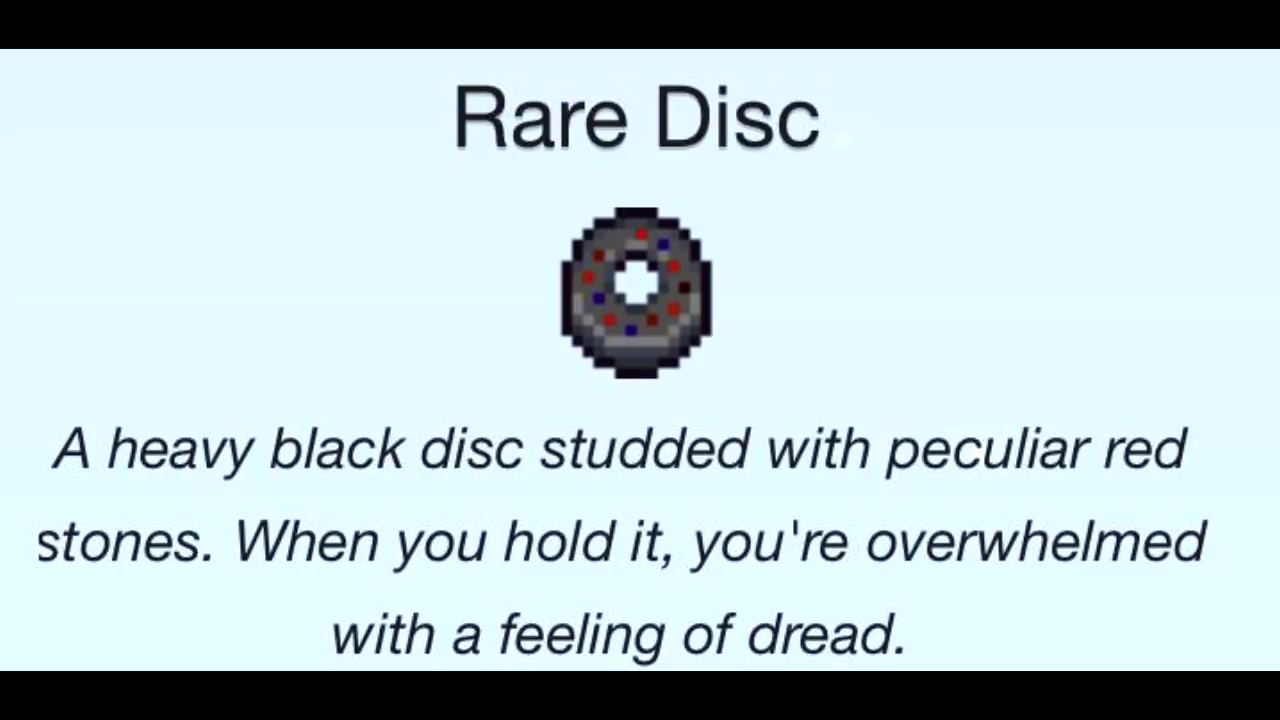 Rare Disc
A heavy black disc studded with peculiar red
stones. When you hold it, you're overwhelmed
with a feeling of dread.